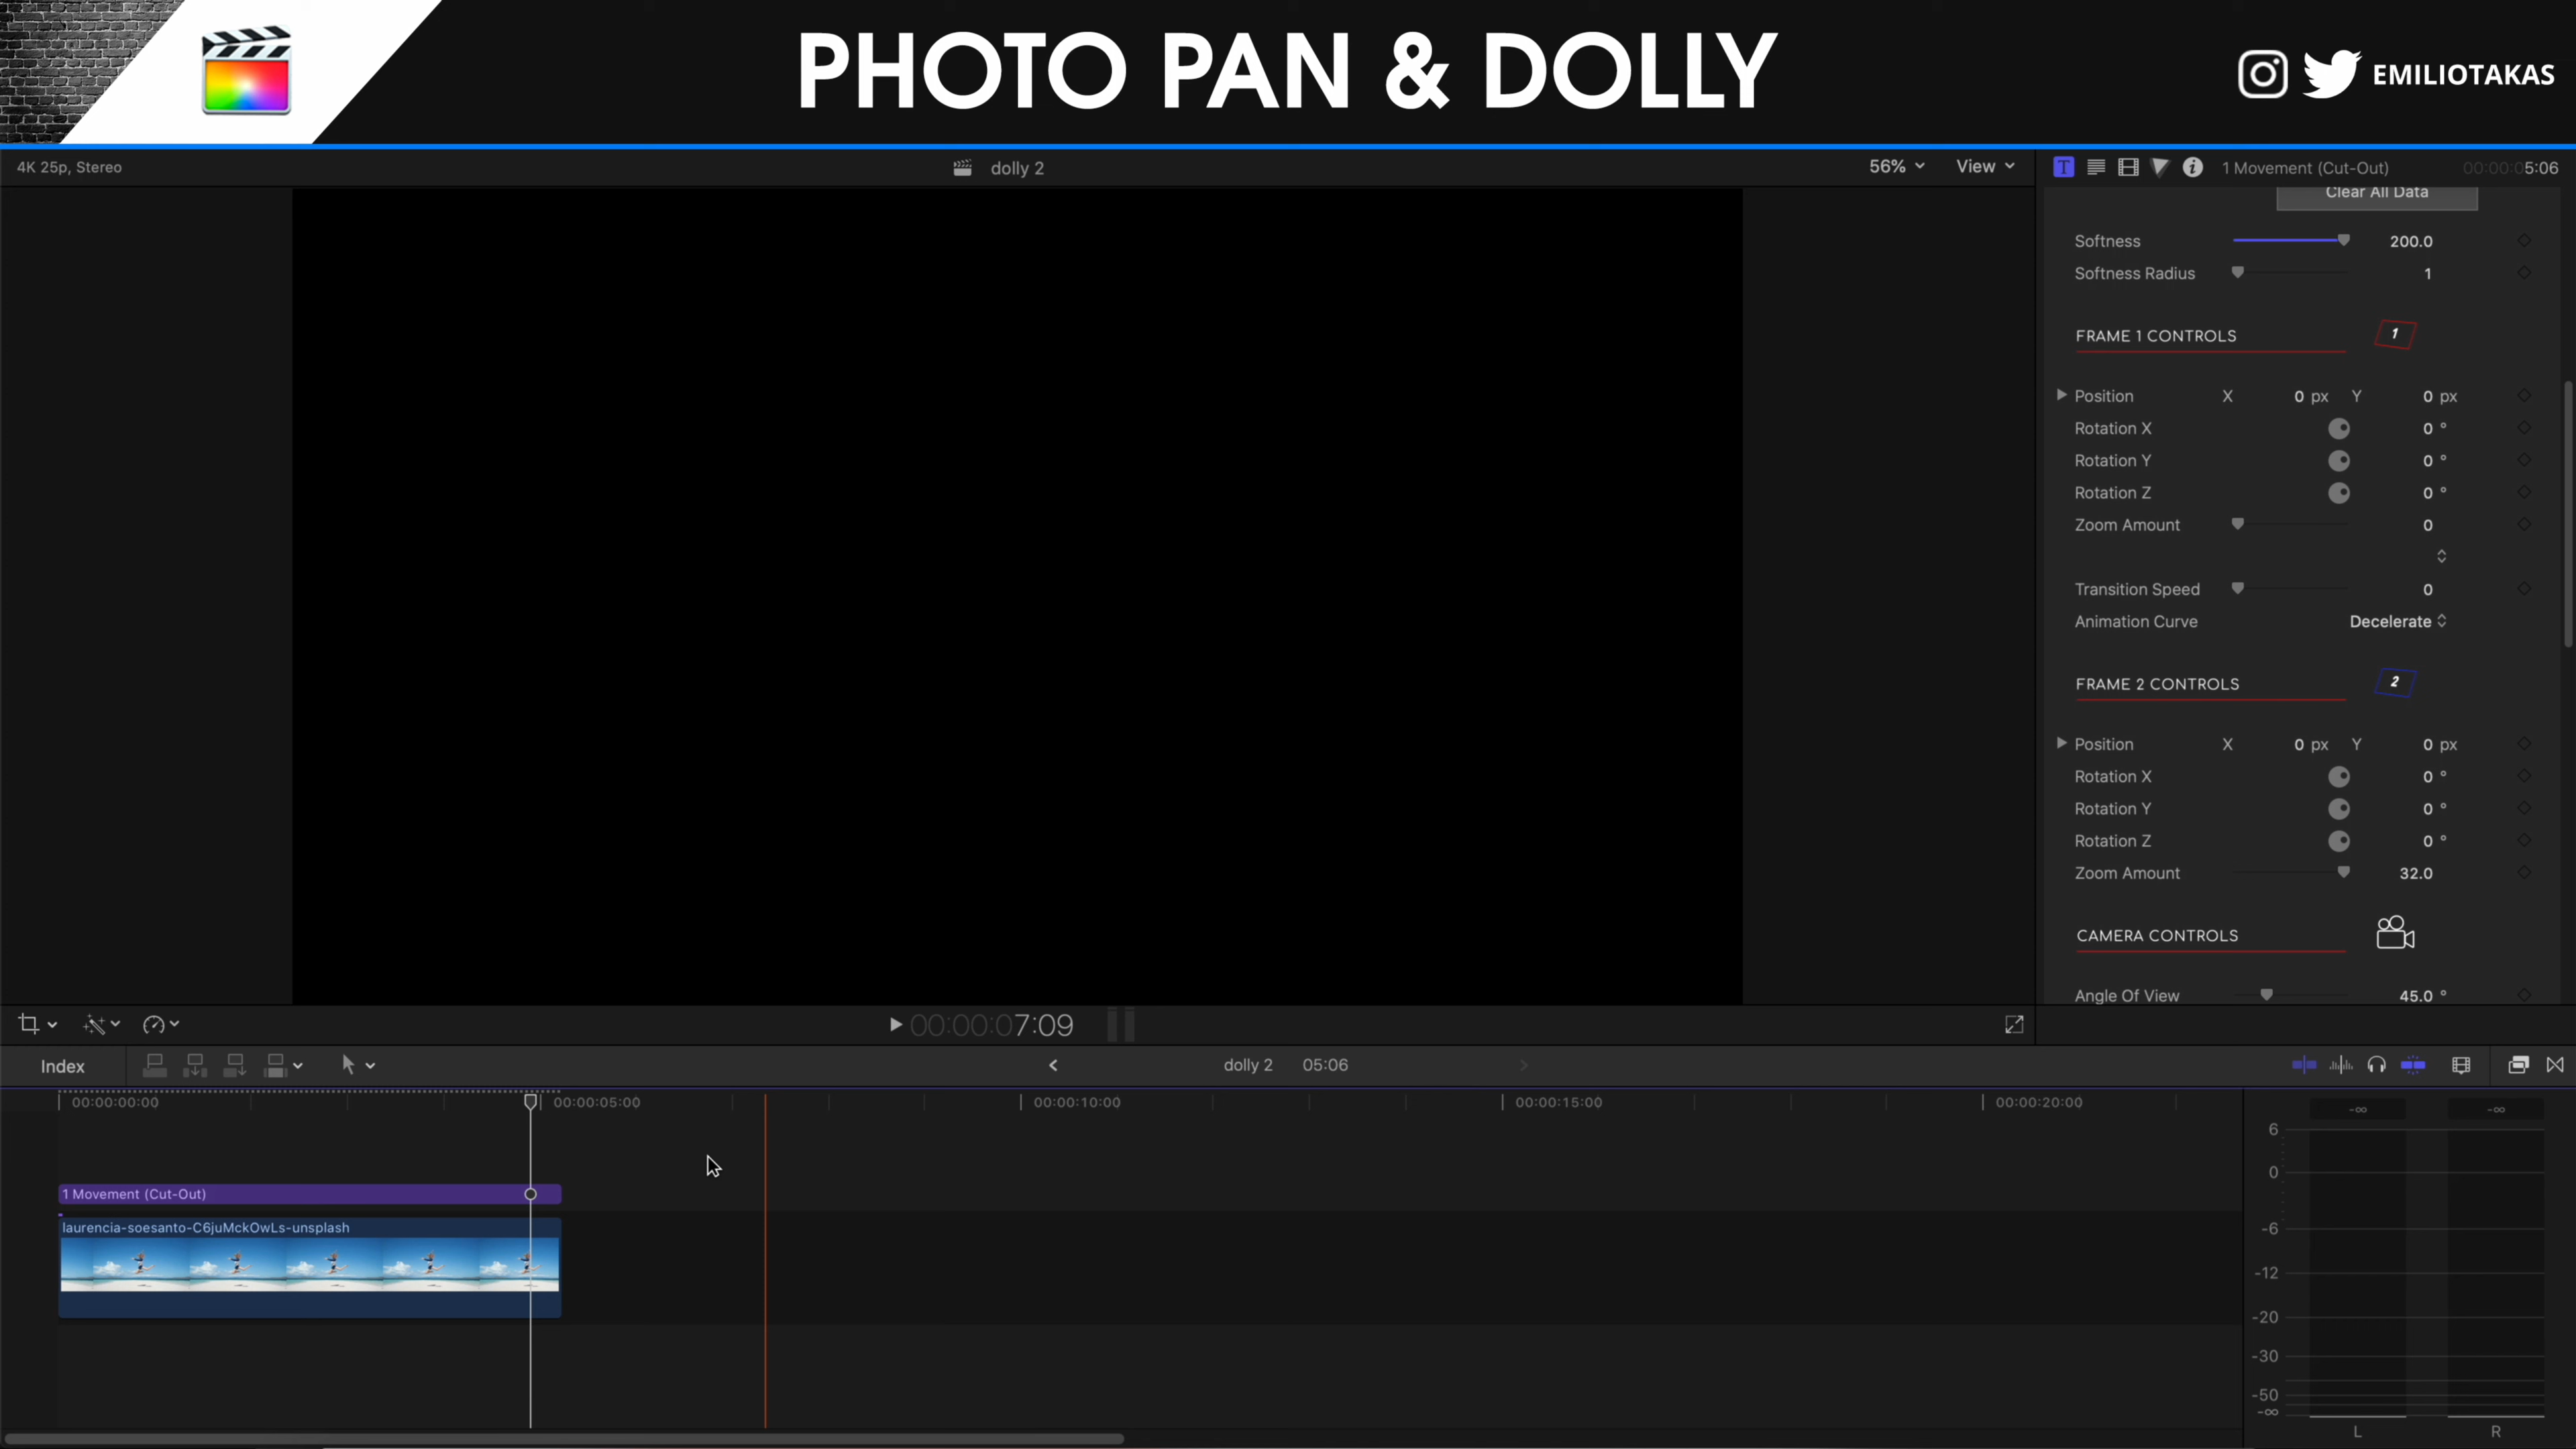 PHOTO PAN & DOLLY
EMILIOTAKAS
4K 25p, Stereo
dolly 2
56%
View
T
i
1 Movement (Cut-Out)
00:00:05:06
Clear All Data
Softness 200.0
Softness Radius 1
FRAME 1 CONTROLS 1
Position X 0 px Y 0 px
Rotation X 0 °
Rotation Y 0 °
Rotation Z 0 °
Zoom Amount 0
Transition Speed 0
Animation Curve Decelerate
FRAME 2 CONTROLS 2
Position X 0 px Y 0 px
Rotation X 0 °
Rotation Y 0 °
Rotation Z 0 °
Zoom Amount 32.0
CAMERA CONTROLS
Angle Of View 45.0 °
00:00:07:09
Index
dolly 2 05:06
00:00:00:00 00:00:05:00 00:00:10:00 00:00:15:00 00:00:20:00
1 Movement (Cut-Out)
laurencia-soesanto-C6juMckOwLs-unsplash
-∞ -∞
6
0
-6
-12
-20
-30
-50
-∞
L R